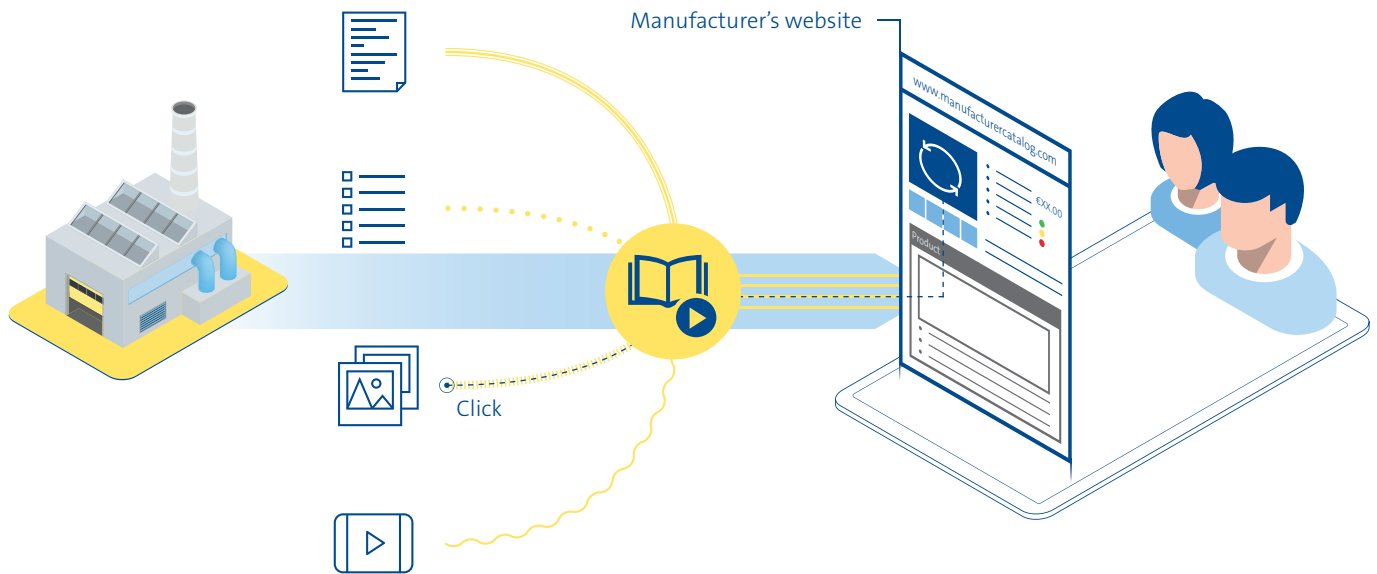 Manufacturer's website
www.manufacturercatalog.com
€XX.00
Product
Click